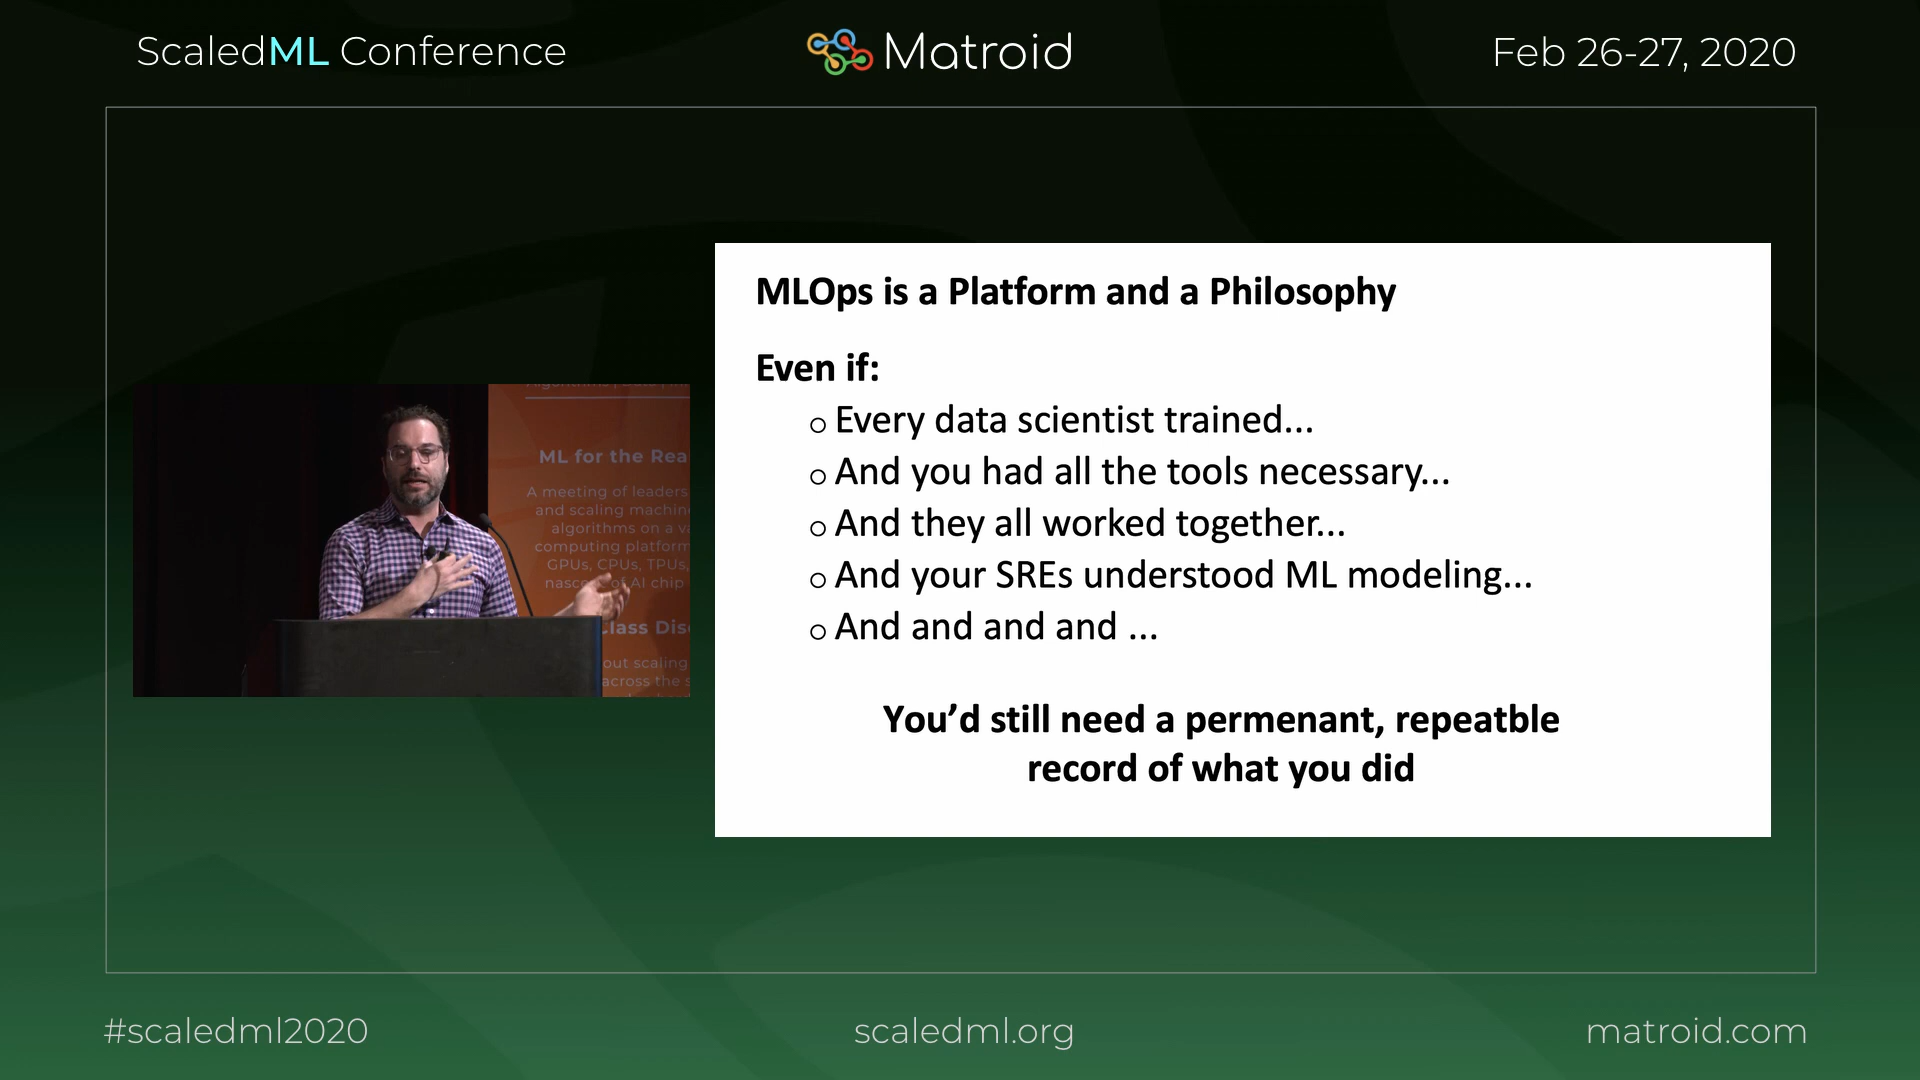 ScaledML Conference
Matroid
Feb 26-27, 2020
MLOps is a Platform and a Philosophy
Even if:
○ Every data scientist trained...
○ And you had all the tools necessary...
○ And they all worked together...
○ And your SREs understood ML modeling...
○ And and and and ...
You’d still need a permenant, repeatble
record of what you did
ML for the Rea
A meeting of leaders
and scaling machin
algorithms on a va
computing platform
GPUs, CPUs, TPUs,
of AI chip
lass Dis
out scaling
across the s
#scaledml2020
scaledml.org
matroid.com